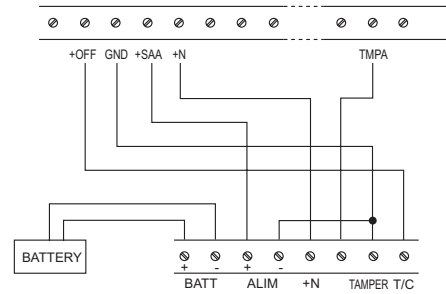 +OFF GND +SAA +N TMPA
BATTERY
+ - + -
BATT ALIM +N TAMPER T/C